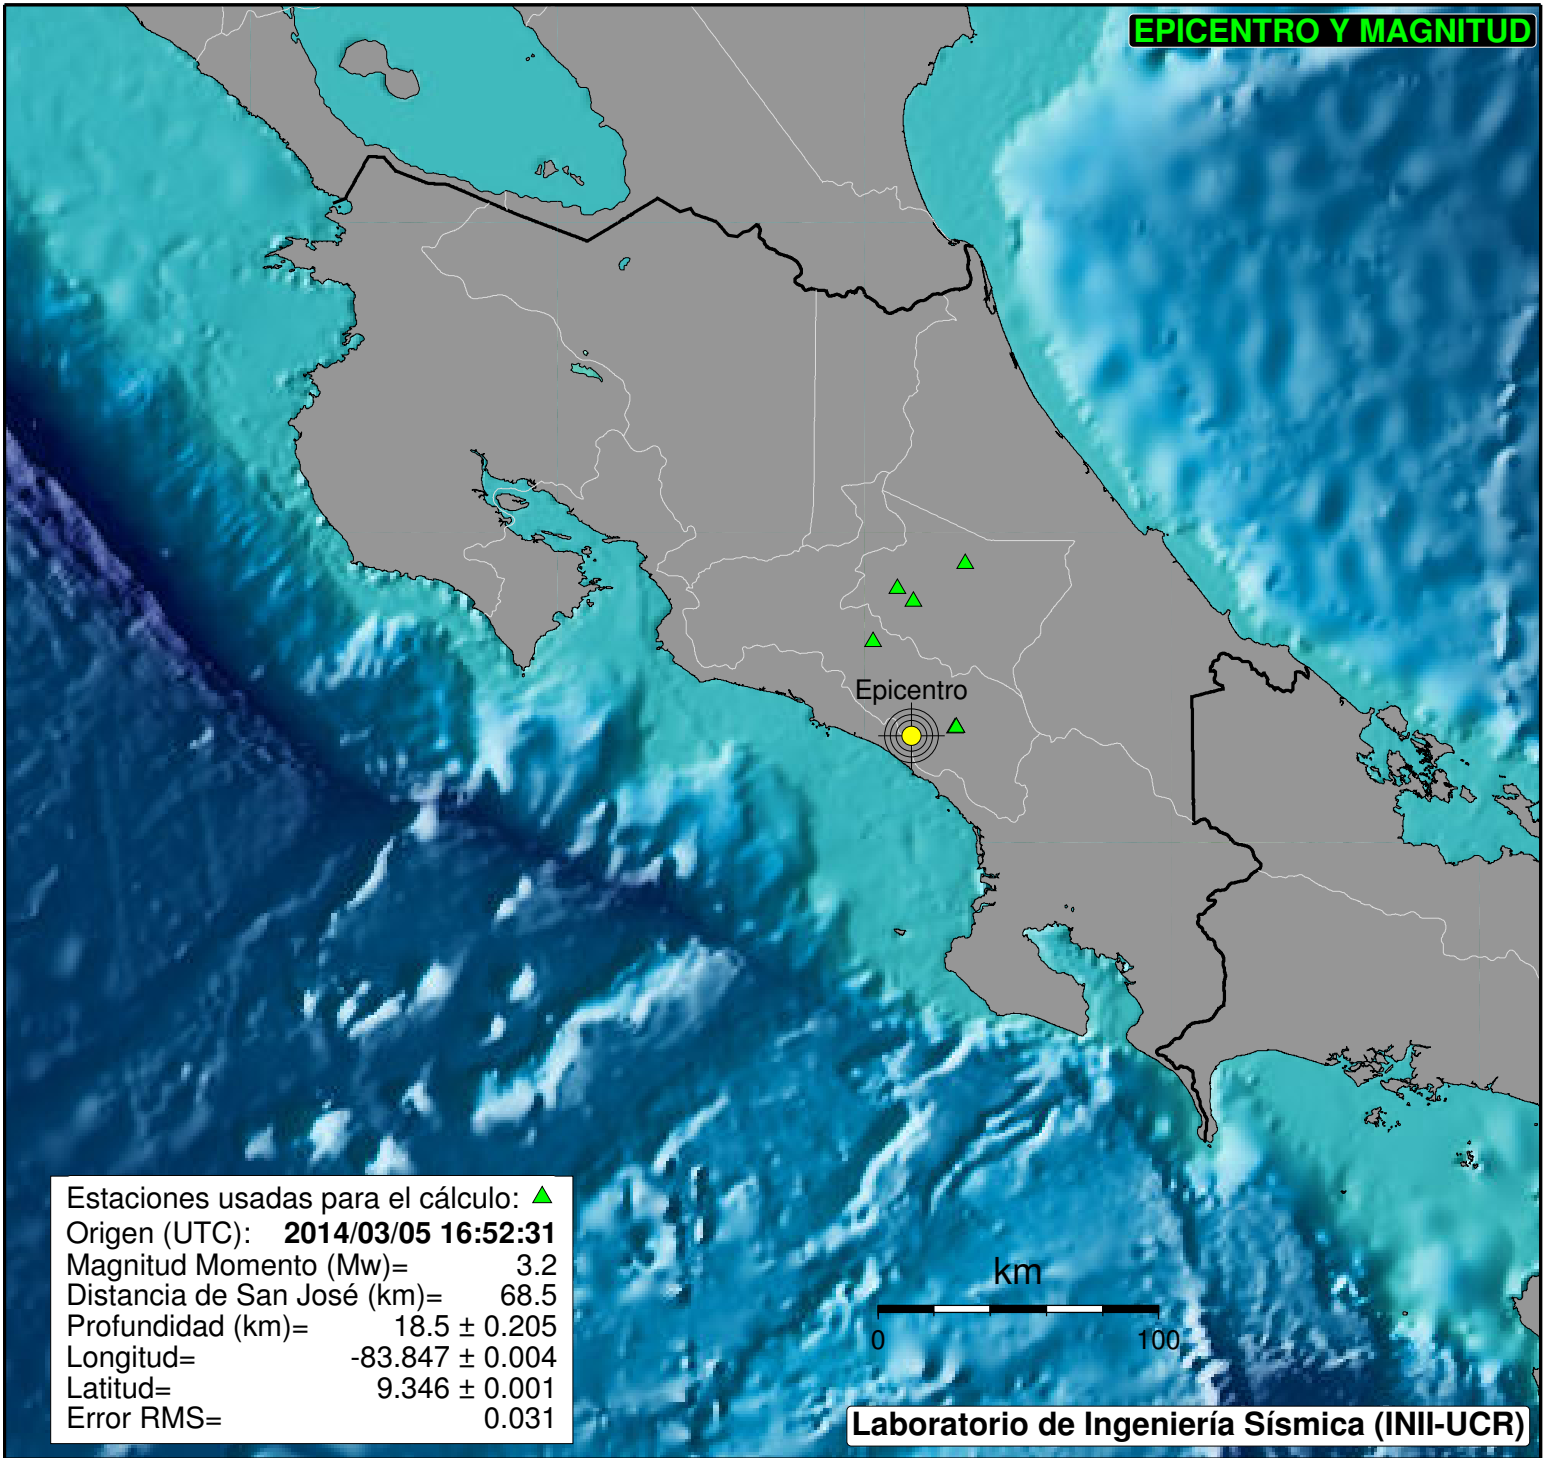 EPICENTRO Y MAGNITUD
Epicentro
Estaciones usadas para el cálculo:
Origen (UTC): 2014/03/05 16:52:31
Magnitud Momento (Mw)= 3.2
Distancia de San José (km)= 68.5
Profundidad (km)= 18.5 ± 0.205
Longitud= -83.847 ± 0.004
Latitud= 9.346 ± 0.001
Error RMS= 0.031
km
0 100
Laboratorio de Ingeniería Sísmica (INII-UCR)